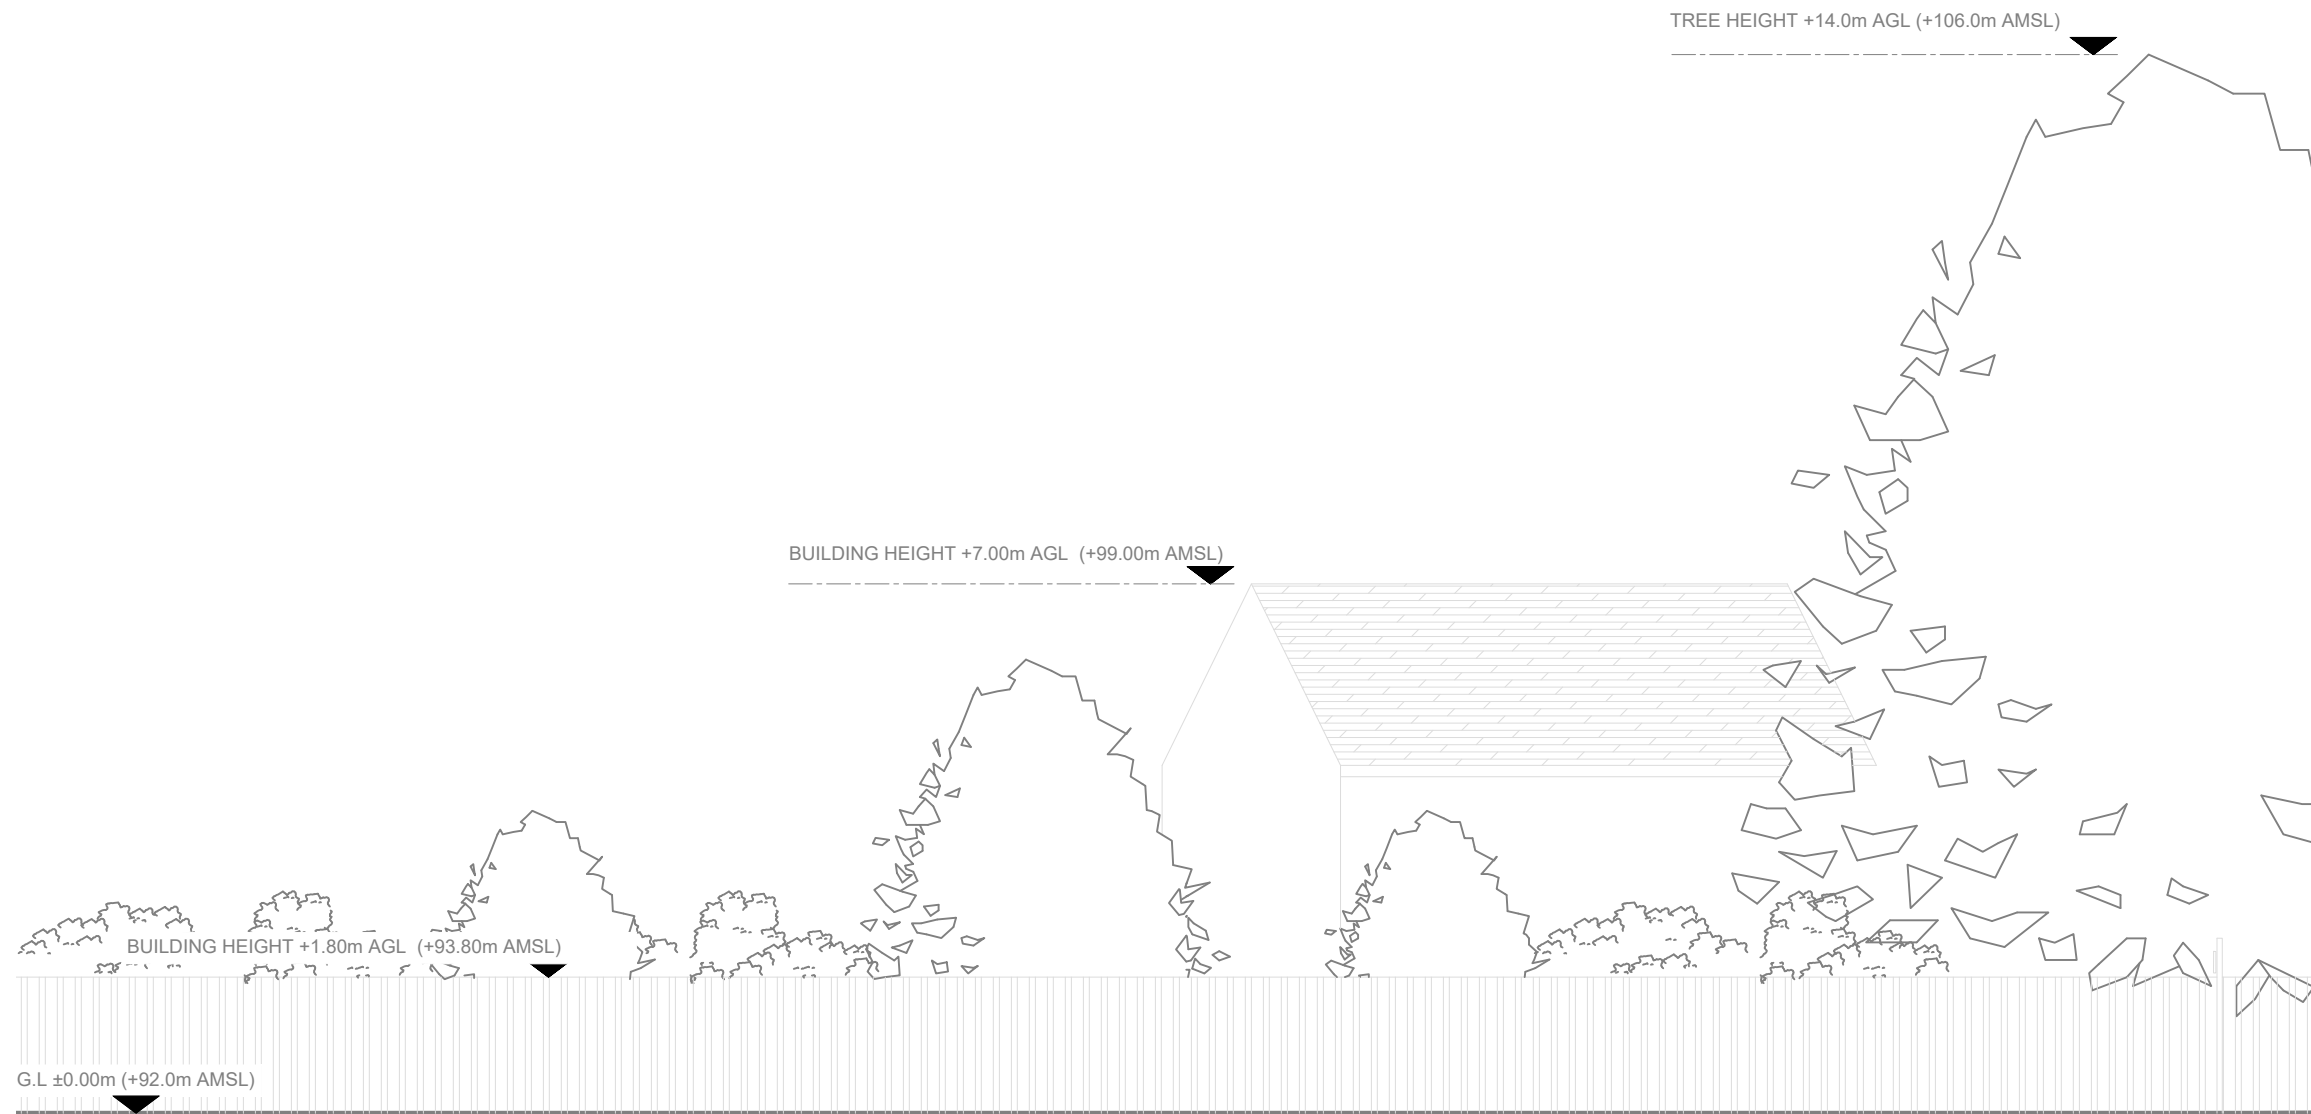 TREE HEIGHT +14.0m AGL (+106.0m AMSL)
BUILDING HEIGHT +7.00m AGL (+99.00m AMSL)
BUILDING HEIGHT +1.80m AGL (+93.80m AMSL)
G.L ±0.00m (+92.0m AMSL)